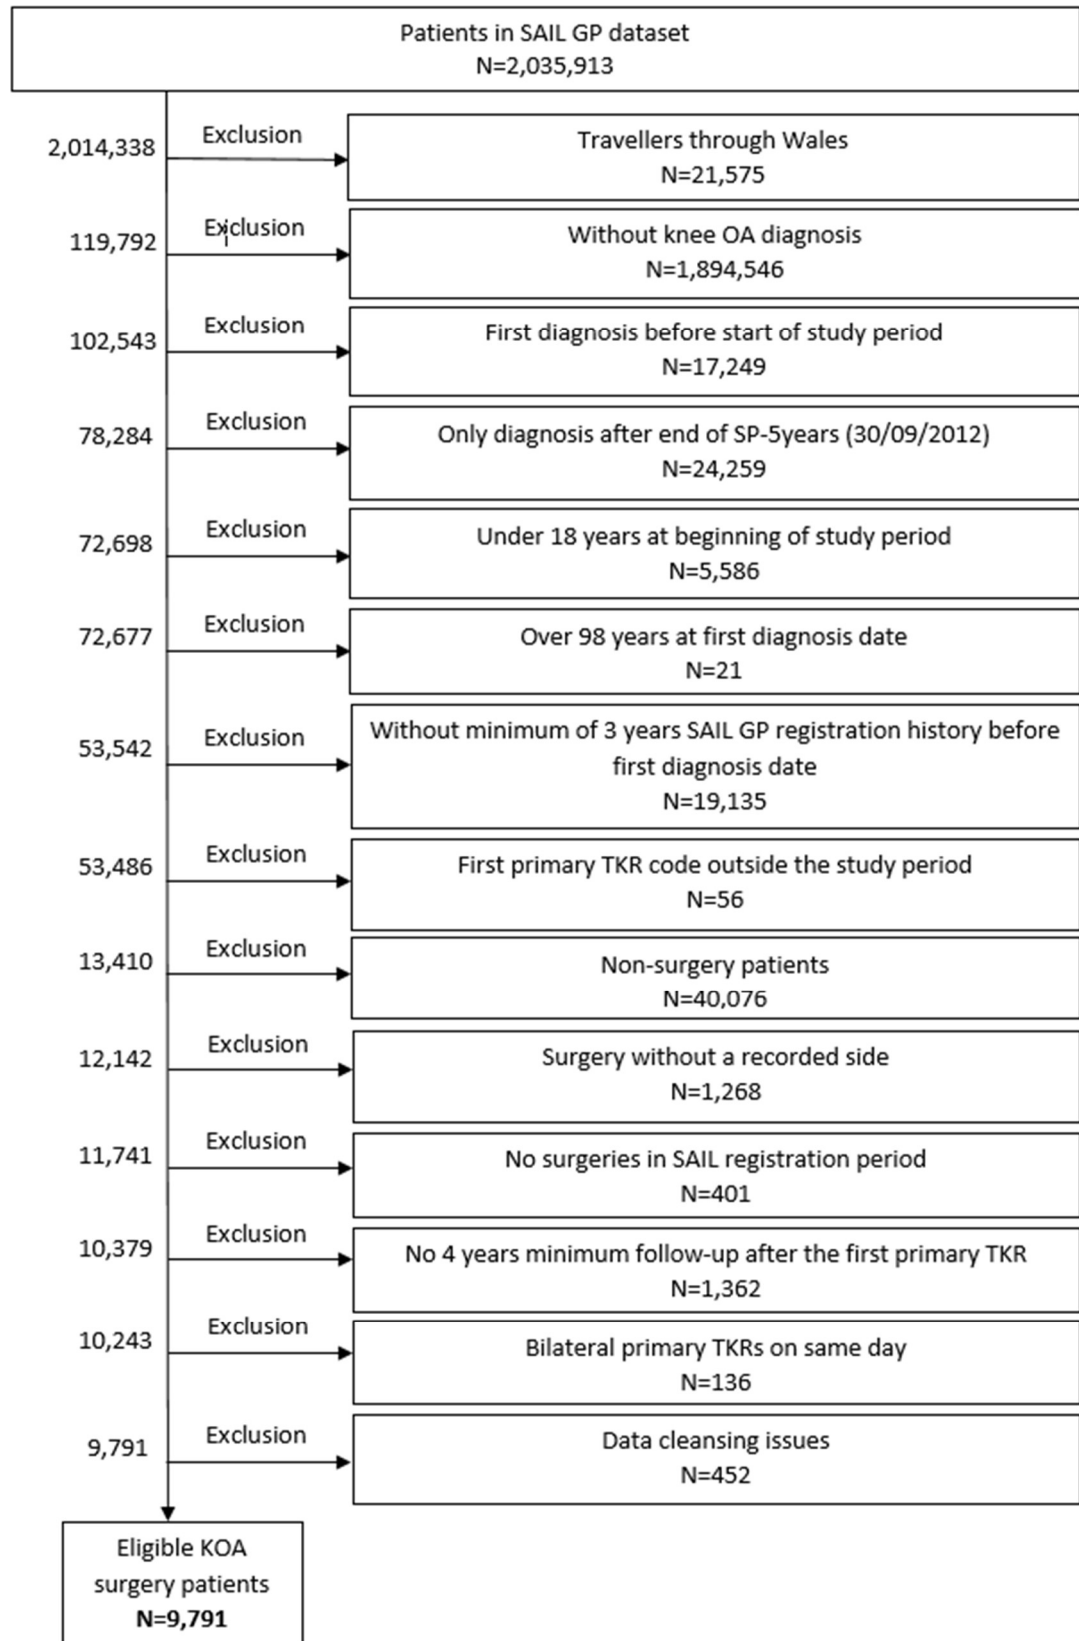 Patients in SAIL GP dataset
N=2,035,913
2,014,338
Exclusion
Travellers through Wales
N=21,575
119,792
Exclusion
Without knee OA diagnosis
N=1,894,546
102,543
Exclusion
First diagnosis before start of study period
N=17,249
78,284
Exclusion
Only diagnosis after end of SP-5years (30/09/2012)
N=24,259
72,698
Exclusion
Under 18 years at beginning of study period
N=5,586
72,677
Exclusion
Over 98 years at first diagnosis date
N=21
53,542
Exclusion
Without minimum of 3 years SAIL GP registration history before
first diagnosis date
N=19,135
53,486
Exclusion
First primary TKR code outside the study period
N=56
13,410
Exclusion
Non-surgery patients
N=40,076
12,142
Exclusion
Surgery without a recorded side
N=1,268
11,741
Exclusion
No surgeries in SAIL registration period
N=401
10,379
Exclusion
No 4 years minimum follow-up after the first primary TKR
N=1,362
10,243
Exclusion
Bilateral primary TKRs on same day
N=136
9,791
Exclusion
Data cleansing issues
N=452
Eligible KOA
surgery patients
N=9,791